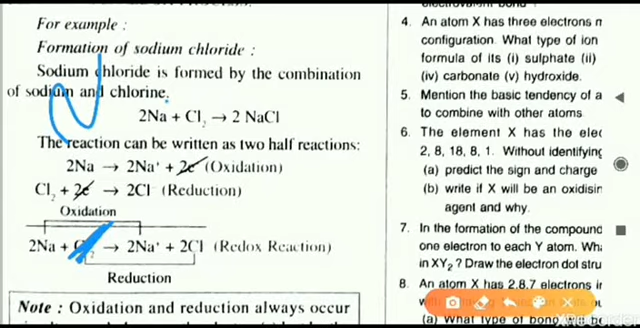 For example :
Formation of sodium chloride :
Sodium chloride is formed by the combination
of sodium and chlorine.
2Na + Cl₂ → 2 NaCl
The reaction can be written as two half reactions:
2Na → 2Na⁺ + 2e⁻ (Oxidation)
Cl₂ + 2e⁻ → 2Cl (Reduction)
Oxidation
2Na + → 2Na⁺ + 2Cl (Redox Reaction)
Reduction
Note : Oxidation and reduction always occur
4. An atom X has three electrons m
configuration. What type of ion
formula of its (i) sulphate (ii)
(iv) carbonate (v) hydroxide.
5. Mention the basic tendency of a
to combine with other atoms
6. The element X has the elec
2, 8, 18, 8, 1. Without identifying
(a) predict the sign and charge
(b) write if X will be an oxidisin
agent and why.
7. In the formation of the compound
one electron to each Y atom. Wha
in XY₂ ? Draw the electron dot stru
8. An atom X has 2,8,7 electrons in
(a) What type of bond